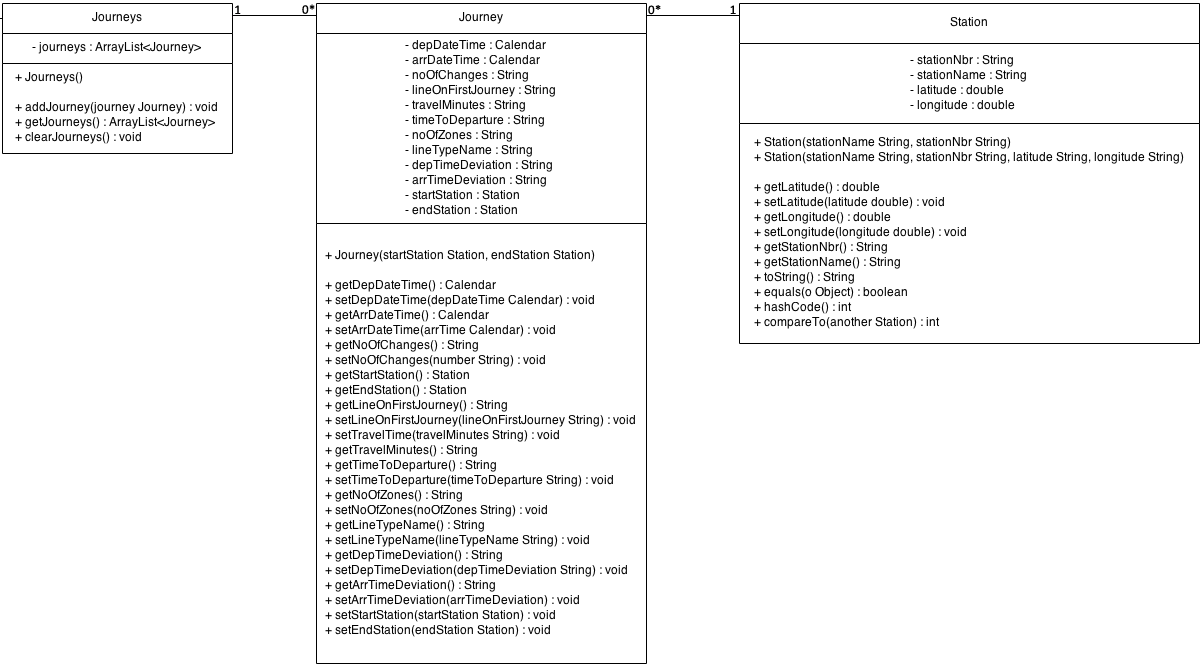 Journeys
- journeys : ArrayList<Journey>
+ Journeys()
+ addJourney(journey Journey) : void
+ getJourneys() : ArrayList<Journey>
+ clearJourneys() : void
1
0*
Journey
- depDateTime : Calendar
- arrDateTime : Calendar
- noOfChanges : String
- lineOnFirstJourney : String
- travelMinutes : String
- timeToDeparture : String
- noOfZones : String
- lineTypeName : String
- depTimeDeviation : String
- arrTimeDeviation : String
- startStation : Station
- endStation : Station
+ Journey(startStation Station, endStation Station)
+ getDepDateTime() : Calendar
+ setDepDateTime(depDateTime Calendar) : void
+ getArrDateTime() : Calendar
+ setArrDateTime(arrTime Calendar) : void
+ getNoOfChanges() : String
+ setNoOfChanges(number String) : void
+ getStartStation() : Station
+ getEndStation() : Station
+ getLineOnFirstJourney() : String
+ setLineOnFirstJourney(lineOnFirstJourney String) : void
+ setTravelTime(travelMinutes String) : void
+ getTravelMinutes() : String
+ getTimeToDeparture() : String
+ setTimeToDeparture(timeToDeparture String) : void
+ getNoOfZones() : String
+ setNoOfZones(noOfZones String) : void
+ getLineTypeName() : String
+ setLineTypeName(lineTypeName String) : void
+ getDepTimeDeviation() : String
+ setDepTimeDeviation(depTimeDeviation String) : void
+ getArrTimeDeviation() : String
+ setArrTimeDeviation(arrTimeDeviation) : void
+ setStartStation(startStation Station) : void
+ setEndStation(endStation Station) : void
0*
1
Station
- stationNbr : String
- stationName : String
- latitude : double
- longitude : double
+ Station(stationName String, stationNbr String)
+ Station(stationName String, stationNbr String, latitude String, longitude String)
+ getLatitude() : double
+ setLatitude(latitude double) : void
+ getLongitude() : double
+ setLongitude(longitude double) : void
+ getStationNbr() : String
+ getStationName() : String
+ toString() : String
+ equals(o Object) : boolean
+ hashCode() : int
+ compareTo(another Station) : int